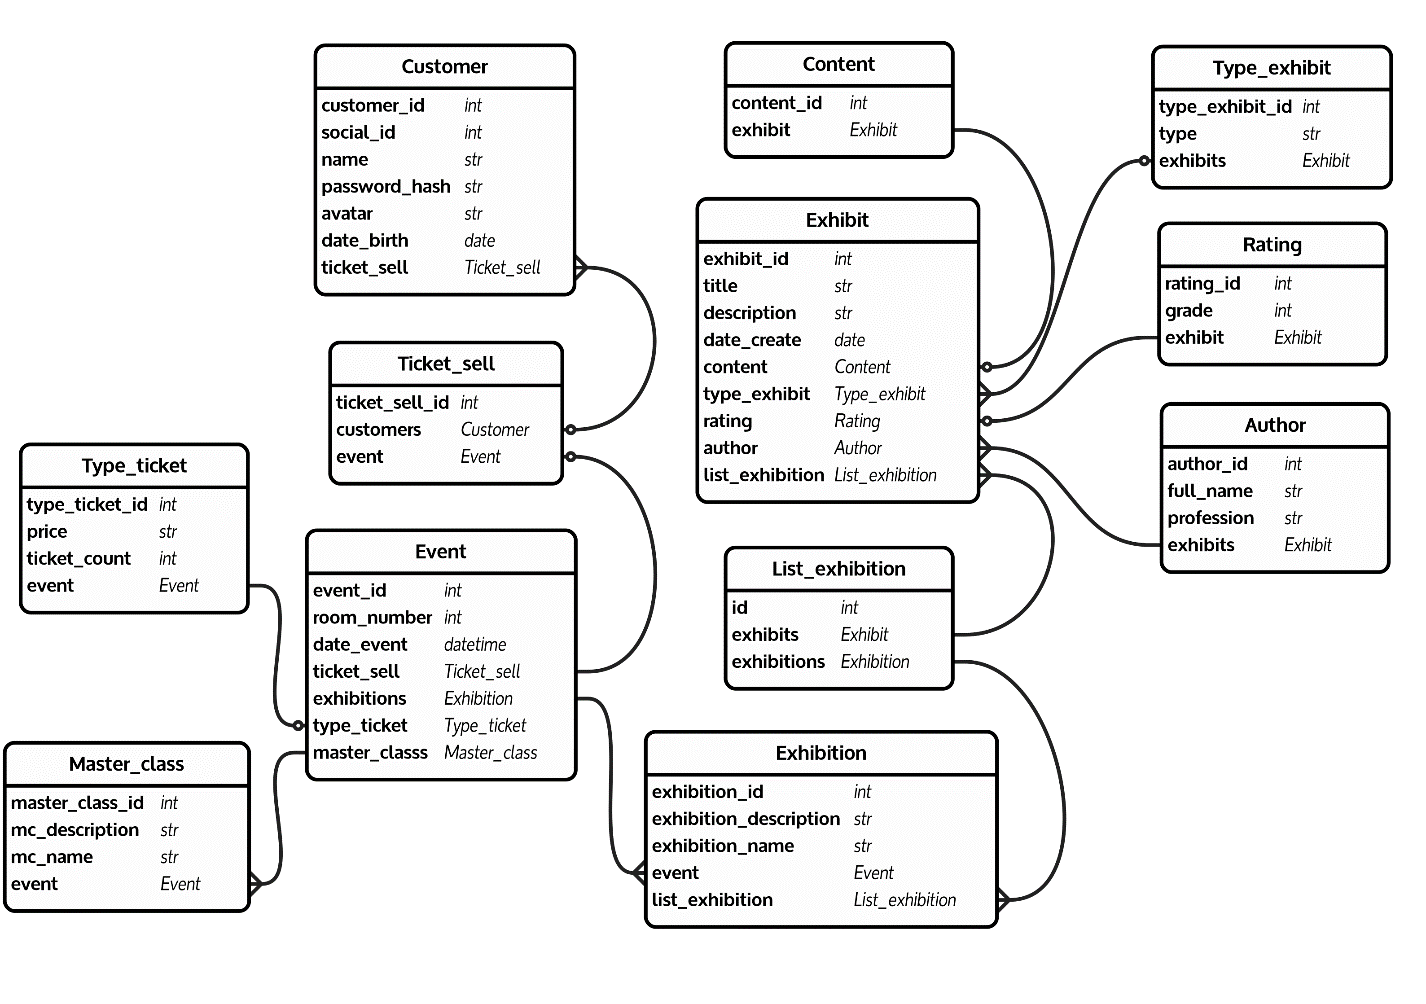 Customer
customer_id int
social_id int
name str
password_hash str
avatar str
date_birth date
ticket_sell Ticket_sell
Content
content_id int
exhibit Exhibit
Type_exhibit
type_exhibit_id int
type str
exhibits Exhibit
Exhibit
exhibit_id int
title str
description str
date_create date
content Content
type_exhibit Type_exhibit
rating Rating
author Author
list_exhibition List_exhibition
Rating
rating_id int
grade int
exhibit Exhibit
Ticket_sell
ticket_sell_id int
customers Customer
event Event
Author
author_id int
full_name str
profession str
exhibits Exhibit
Type_ticket
type_ticket_id int
price str
ticket_count int
event Event
Event
event_id int
room_number int
date_event datetime
ticket_sell Ticket_sell
exhibitions Exhibition
type_ticket Type_ticket
master_classs Master_class
List_exhibition
id int
exhibits Exhibit
exhibitions Exhibition
Master_class
master_class_id int
mc_description str
mc_name str
event Event
Exhibition
exhibition_id int
exhibition_description str
exhibition_name str
event Event
list_exhibition List_exhibition